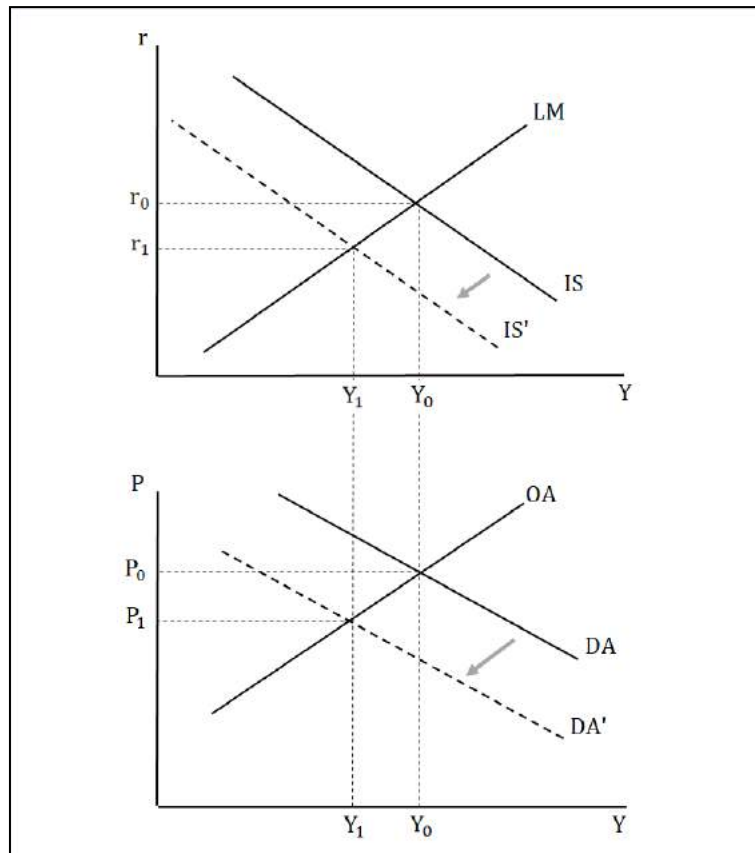 r
LM
r₀
r₁
IS
IS'
Y₁ Y₀ Y
P
OA
P₀
P₁
DA
DA'
Y₁ Y₀ Y